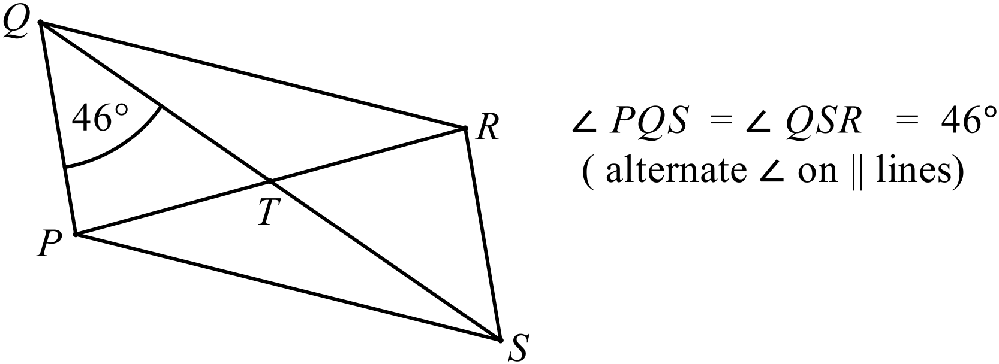 Q
46°
R
∠ PQS = ∠ QSR = 46°
( alternate ∠ on || lines)
T
P
S